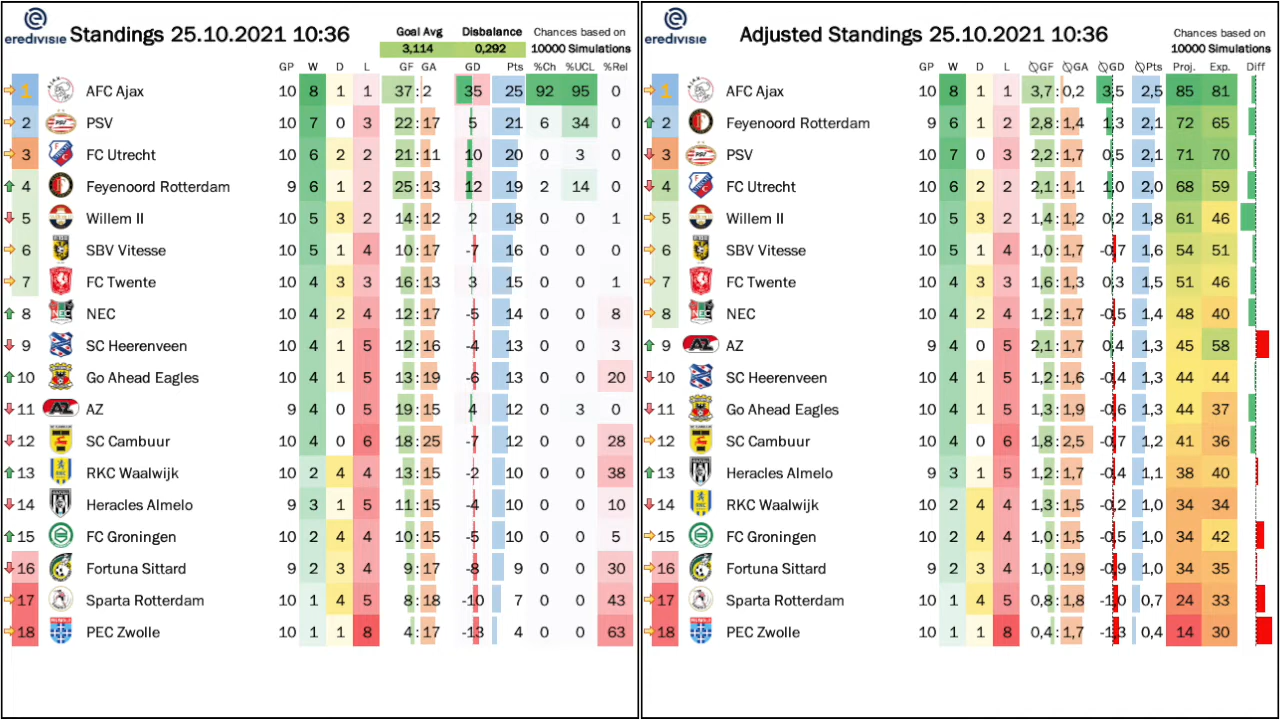 eredivisie Standings 25.10.2021 10:36
Goal Avg Disbalance Chances based on
3,114 0,292 10000 Simulations
GP W D L GF GA GD Pts %Ch %UCL %Rel
1 AFC Ajax 10 8 1 1 37 : 2 35 25 92 95 0
2 PSV 10 7 0 3 22 : 17 5 21 6 34 0
3 FC Utrecht 10 6 2 2 21 : 11 10 20 0 3 0
4 Feyenoord Rotterdam 9 6 1 2 25 : 13 12 19 2 14 0
5 Willem II 10 5 3 2 14 : 12 2 18 0 0 1
6 SBV Vitesse 10 5 1 4 10 : 17 -7 16 0 0 0
7 FC Twente 10 4 3 3 16 : 13 3 15 0 0 1
8 NEC 10 4 2 4 12 : 17 -5 14 0 0 8
9 SC Heerenveen 10 4 1 5 12 : 16 -4 13 0 0 3
10 Go Ahead Eagles 10 4 1 5 13 : 19 -6 13 0 0 20
11 AZ 9 4 0 5 19 : 15 4 12 0 3 0
12 SC Cambuur 10 4 0 6 18 : 25 -7 12 0 0 28
13 RKC Waalwijk 10 2 4 4 13 : 15 -2 10 0 0 38
14 Heracles Almelo 9 3 1 5 11 : 15 -4 10 0 0 10
15 FC Groningen 10 2 4 4 10 : 15 -5 10 0 0 5
16 Fortuna Sittard 9 2 3 4 9 : 17 -8 9 0 0 30
17 Sparta Rotterdam 10 1 4 5 8 : 18 -10 7 0 0 43
18 PEC Zwolle 10 1 1 8 4 : 17 -13 4 0 0 63
eredivisie Adjusted Standings 25.10.2021 10:36
Chances based on
10000 Simulations
GP W D L ∅GF ∅GA ∅GD ∅Pts Proj. Exp. Diff
1 AFC Ajax 10 8 1 1 3,7 : 0,2 3,5 2,5 85 81
2 Feyenoord Rotterdam 9 6 1 2 2,8 : 1,4 1,3 2,1 72 65
3 PSV 10 7 0 3 2,2 : 1,7 0,5 2,1 71 70
4 FC Utrecht 10 6 2 2 2,1 : 1,1 1,0 2,0 68 59
5 Willem II 10 5 3 2 1,4 : 1,2 0,2 1,8 61 46
6 SBV Vitesse 10 5 1 4 1,0 : 1,7 -0,7 1,6 54 51
7 FC Twente 10 4 3 3 1,6 : 1,3 0,3 1,5 51 46
8 NEC 10 4 2 4 1,2 : 1,7 -0,5 1,4 48 40
9 AZ 9 4 0 5 2,1 : 1,7 0,4 1,3 45 58
10 SC Heerenveen 10 4 1 5 1,2 : 1,6 -0,4 1,3 44 44
11 Go Ahead Eagles 10 4 1 5 1,3 : 1,9 -0,6 1,3 44 37
12 SC Cambuur 10 4 0 6 1,8 : 2,5 -0,7 1,2 41 36
13 Heracles Almelo 9 3 1 5 1,2 : 1,7 -0,4 1,1 38 40
14 RKC Waalwijk 10 2 4 4 1,3 : 1,5 -0,2 1,0 34 34
15 FC Groningen 10 2 4 4 1,0 : 1,5 -0,5 1,0 34 42
16 Fortuna Sittard 9 2 3 4 1,0 : 1,9 -0,9 1,0 34 35
17 Sparta Rotterdam 10 1 4 5 0,8 : 1,8 -1,0 0,7 24 33
18 PEC Zwolle 10 1 1 8 0,4 : 1,7 -1,3 0,4 14 30